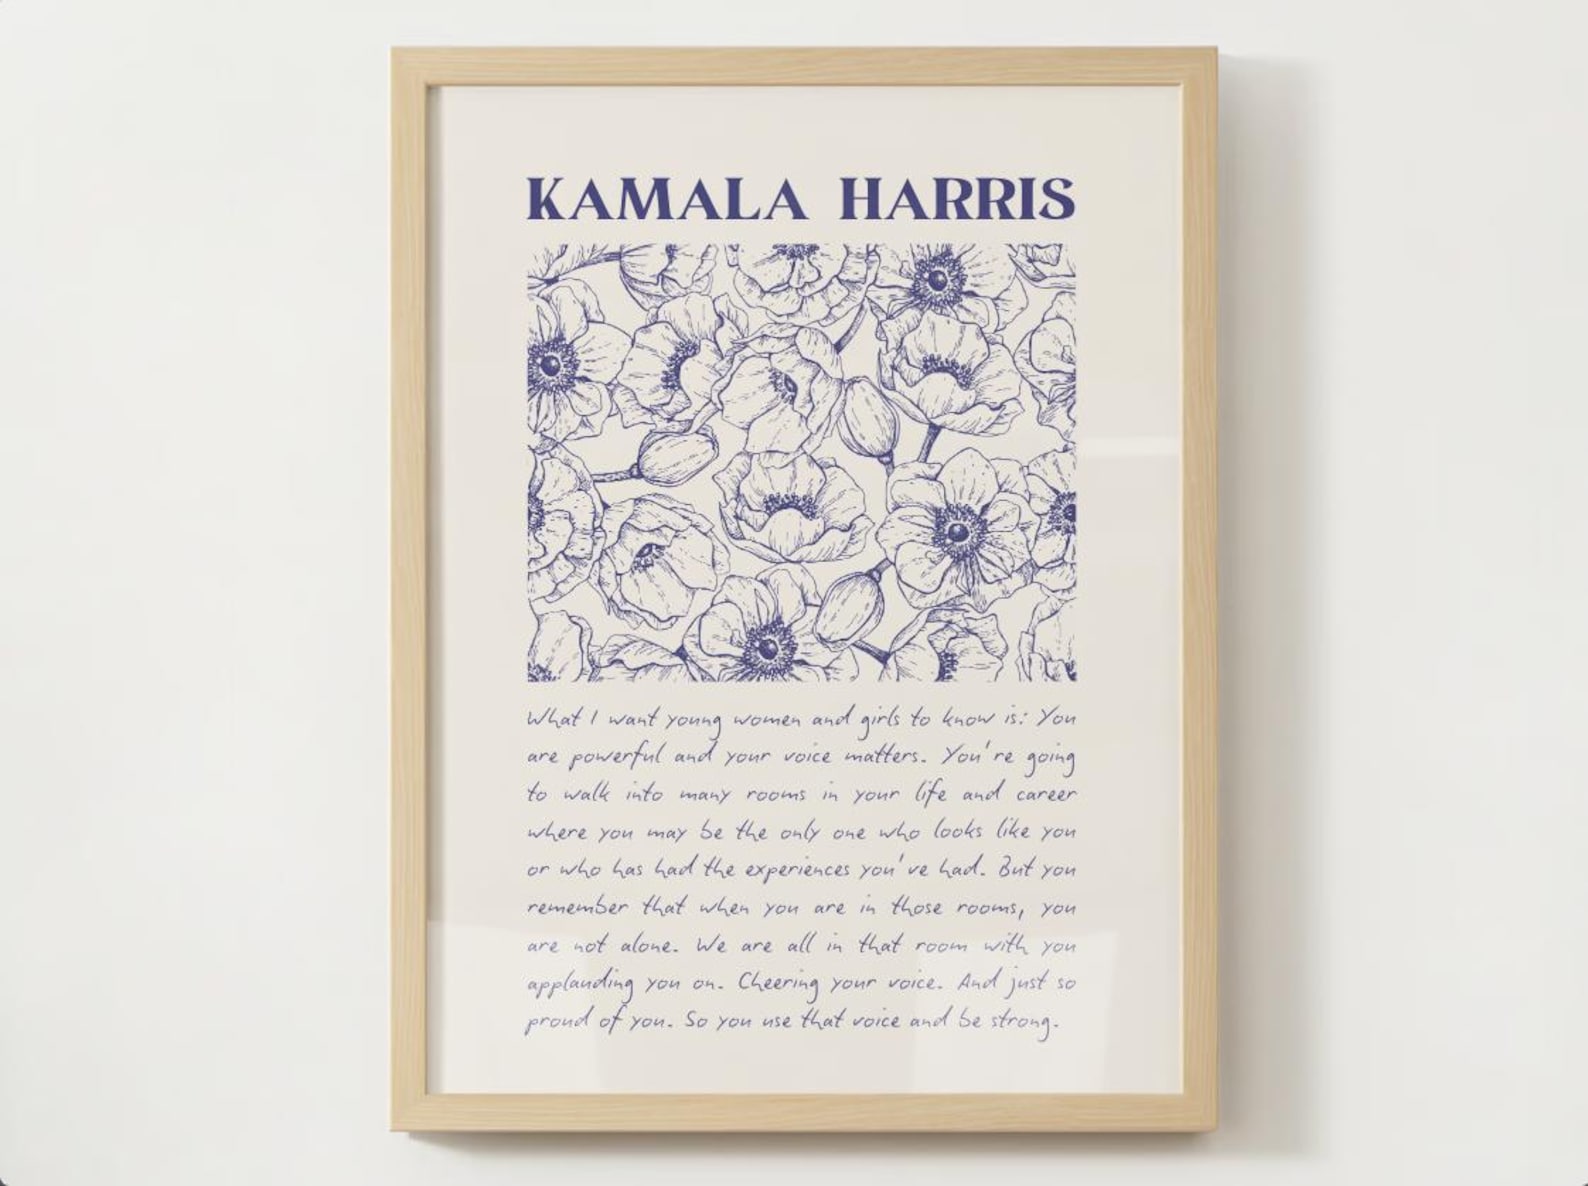 KAMALA HARRIS
What I want young women and girls to know is: You
are powerful and your voice matters. You're going
to walk into many rooms in your life and career
where you may be the only one who looks like you
or who has had the experiences you've had. But you
remember that when you are in those rooms, you
are not alone. We are all in that room with you
applauding you on. Cheering your voice. And just so
proud of you. So you use that voice and be strong.